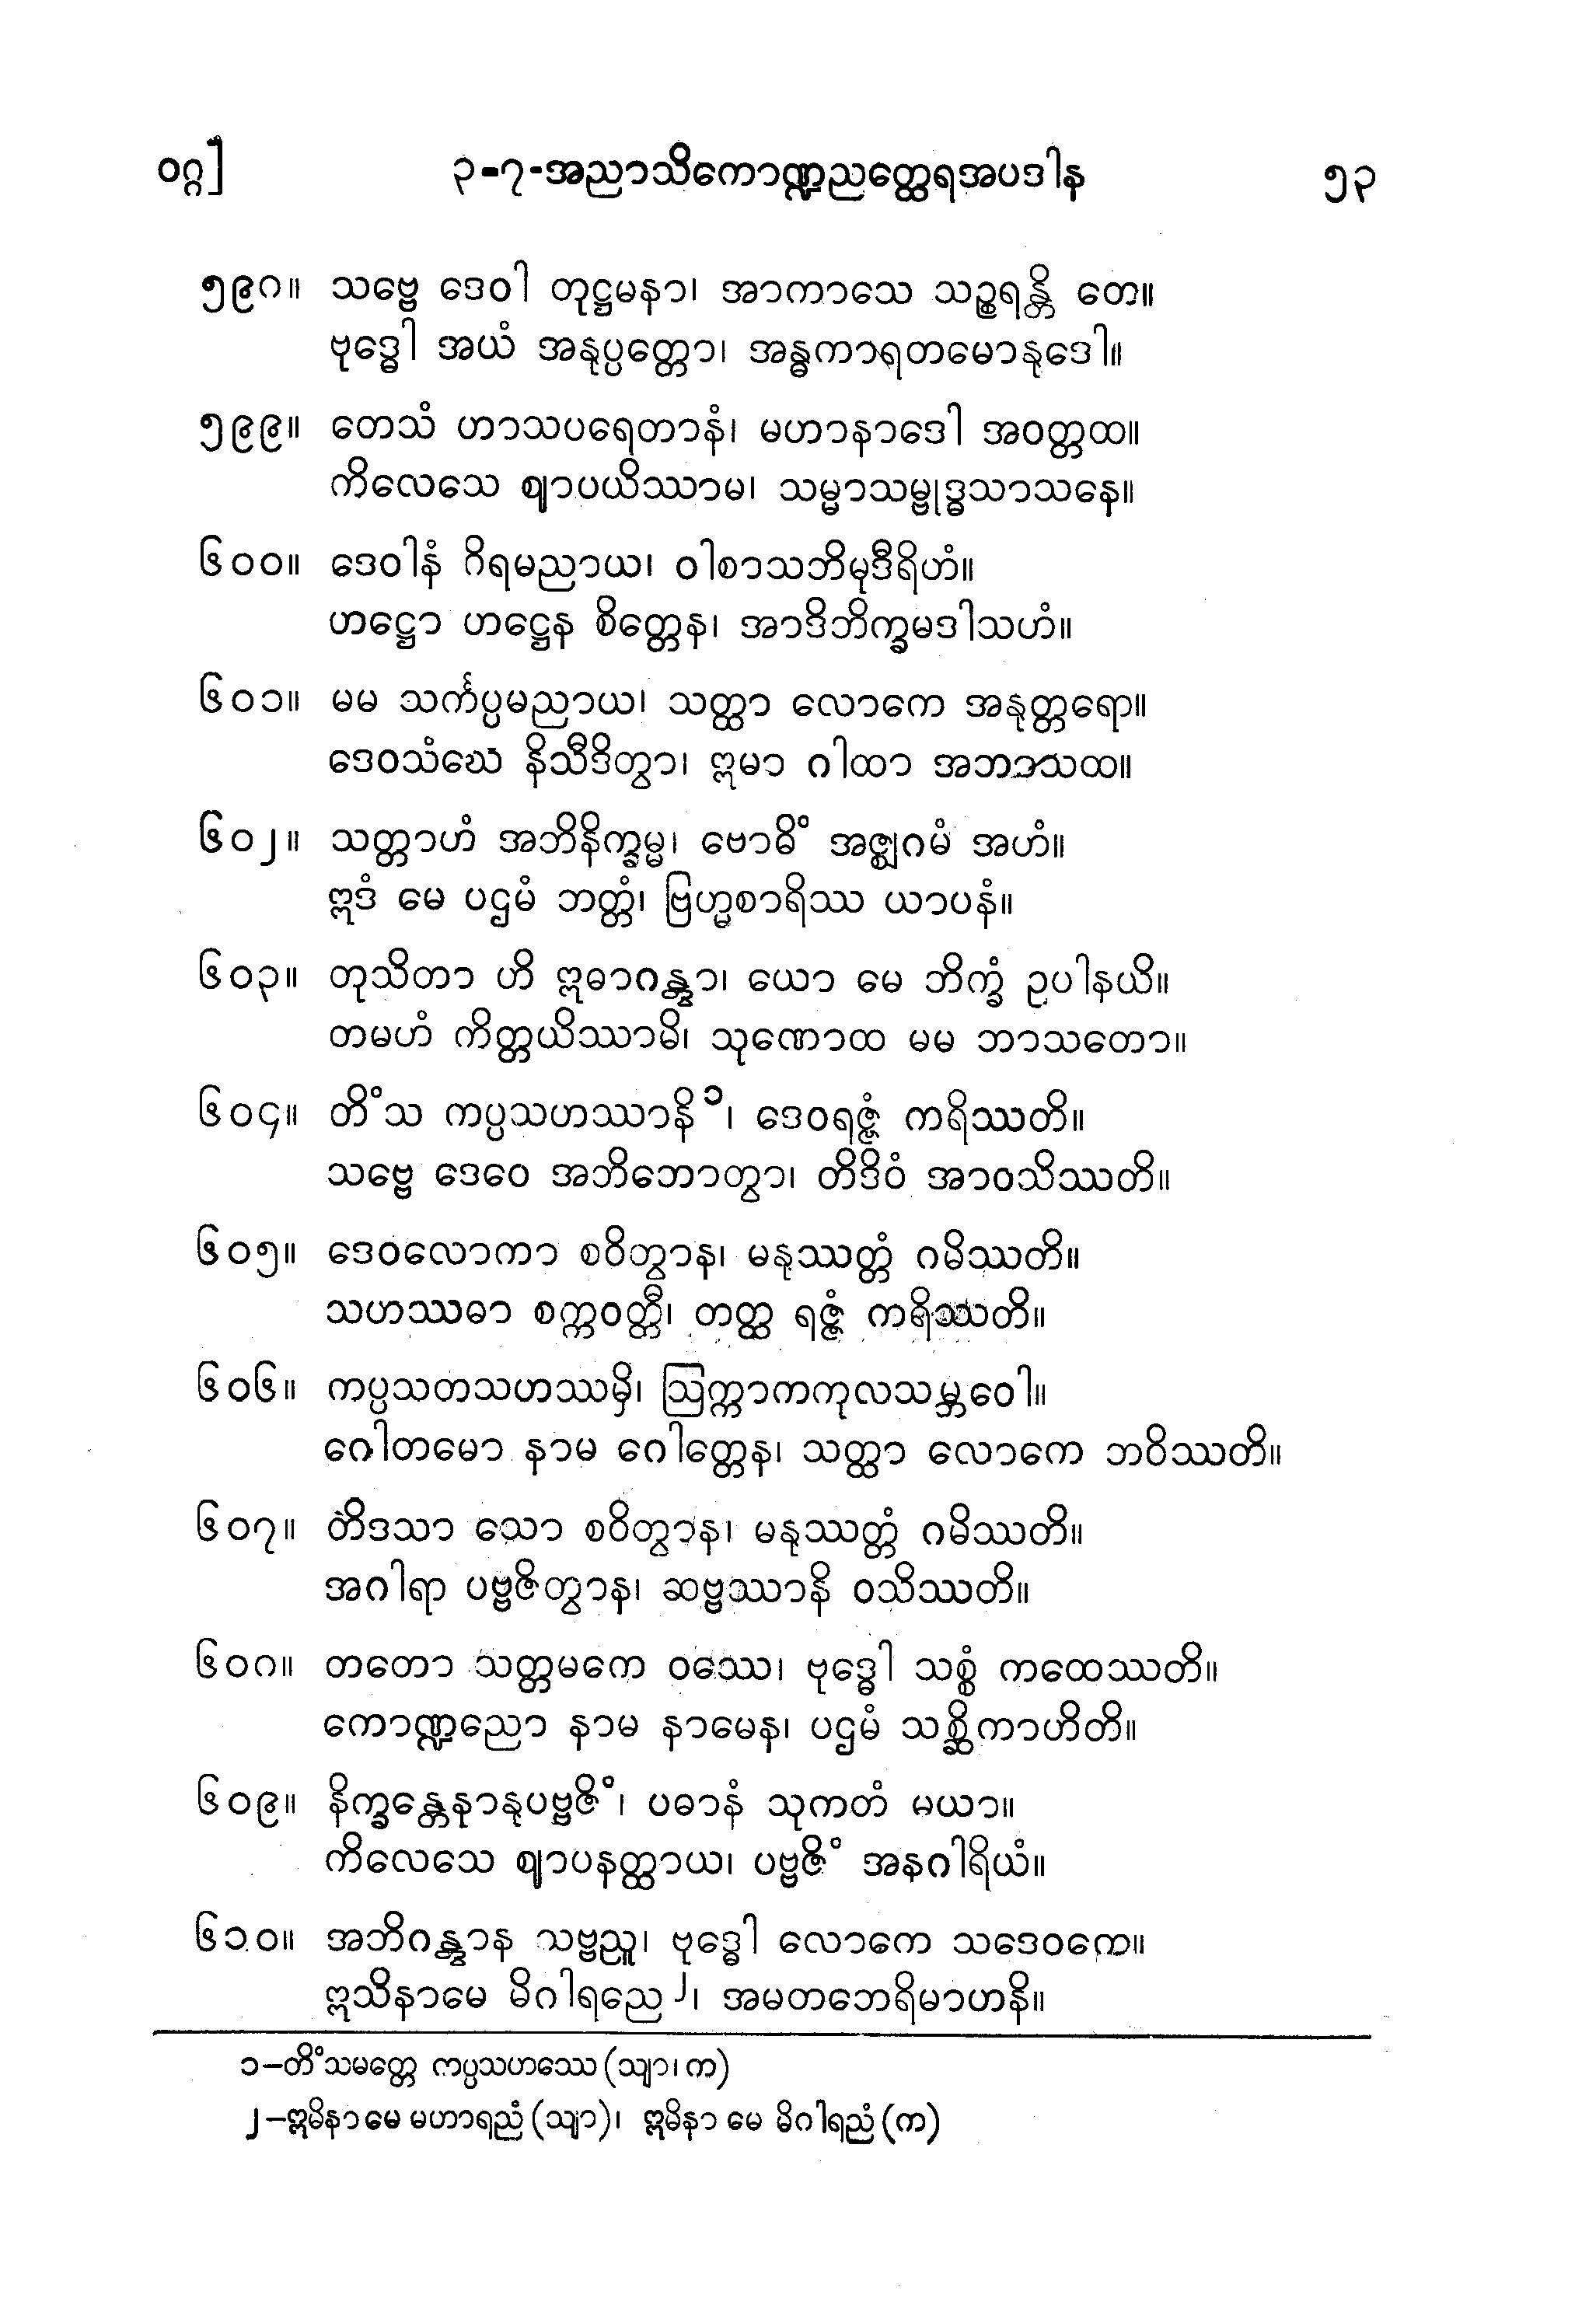 ဝဂ္ဂ]	၃-၇-အညာသိကောဏ္ဍညတ္ထေရအပဒါန	၅၃
၅၉၈။ သဗ္ဗေ ဒေဝါ တုဋ္ဌမနာ၊ အာကာသေ သဉ္စရန္တိ တေ။
ဗုဒ္ဓေါ အယံ အနုပ္ပတ္တော၊ အန္ဓကာရတမောနုဒေါ။
၅၉၉။ တေသံ ဟာသပရေတာနံ၊ မဟာနာဒေါ အဝတ္တထ။
ကိလေသေ ဈာပယိဿာမ၊ သမ္မာသမ္ဗုဒ္ဓသာသနေ။
၆၀၀။ ဒေဝါနံ ဂိရမညာယ၊ ဝါစာသဘိမုဒီရိဟံ။
ဟဋ္ဌော ဟဋ္ဌေန စိတ္တေန၊ အာဒိဘိက္ခမဒါသဟံ။
၆၀၁။ မမ သင်္ကပ္ပမညာယ၊ သတ္ထာ လောကေ အနုတ္တရော။
ဒေဝသံဃေ နိသီဒိတွာ၊ ဣမာ ဂါထာ အဘာသထ။
၆၀၂။ သတ္တာဟံ အဘိနိက္ခမ္မ၊ ဗောဓိံ အဇ္ဈဂမံ အဟံ။
ဣဒံ မေ ပဌမံ ဘတ္တံ၊ ဗြဟ္မစာရိဿ ယာပနံ။
၆၀၃။ တုသိတာ ဟိ ဣဓာဂန္တွာ၊ ယော မေ ဘိက္ခံ ဥပါနယိ။
တမဟံ ကိတ္တယိဿာမိ၊ သုဏောထ မမ ဘာသတော။
၆၀၄။ တိံသ ကပ္ပသဟဿာနိ၁၊ ဒေဝရဇ္ဇံ ကရိဿတိ။
သဗ္ဗေ ဒေဝေ အဘိဘောတွာ၊ တိဒိဝံ အာဝသိဿတိ။
၆၀၅။ ဒေဝလောကာ စဝိတွာန၊ မနုဿတ္တံ ဂမိဿတိ။
သဟဿဓာ စက္ကဝတ္တီ၊ တတ္ထ ရဇ္ဇံ ကရိဿတိ။
၆၀၆။ ကပ္ပသတသဟဿမှိ၊ ဩက္ကာကကုလသမ္ဘဝေါ။
ဂေါတမော နာမ ဂေါတ္တေန၊ သတ္ထာ လောကေ ဘဝိဿတိ။
၆၀၇။ တိဒသာ သော စဝိတွာန၊ မနုဿတ္တံ ဂမိဿတိ။
အဂါရာ ပဗ္ဗဇိတွာန၊ ဆဗ္ဗဿာနိ ဝသိဿတိ။
၆၀၈။ တတော သတ္တမကေ ဝဿေ၊ ဗုဒ္ဓေါ သစ္စံ ကထေဿတိ။
ကောဏ္ဍညော နာမ နာမေန၊ ပဌမံ သစ္ဆိကာဟိတိ။
၆၀၉။ နိက္ခန္တေနာနုပဗ္ဗဇိံ၊ ပဓာနံ သုကတံ မယာ။
ကိလေသေ ဈာပနတ္ထာယ၊ ပဗ္ဗဇိံ အနဂါရိယံ။
၆၁၀။ အဘိဂန္တွာန သဗ္ဗညူ၊ ဗုဒ္ဓေါ လောကေ သဒေဝကေ။
ဣသိနာမေ မိဂါရညေ၂၊ အမတဘေရိမာဟနိ။
၁-တိံသမတ္တေ ကပ္ပသဟဿေ (သျာ၊ က)
၂-ဣမိနာ မေ မဟာရညံ (သျာ)၊ ဣမိနာ မေ မိဂါရညံ (က)